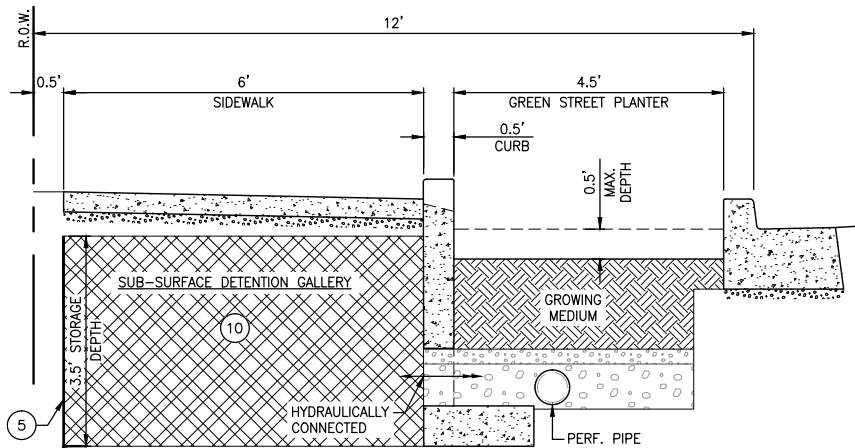 R.O.W.
12'
0.5'
6'
SIDEWALK
4.5'
GREEN STREET PLANTER
0.5'
CURB
0.5'
MAX.
DEPTH
SUB-SURFACE DETENTION GALLERY
10
3.5' STORAGE
DEPTH
GROWING
MEDIUM
5
HYDRAULICALLY
CONNECTED
PERF. PIPE